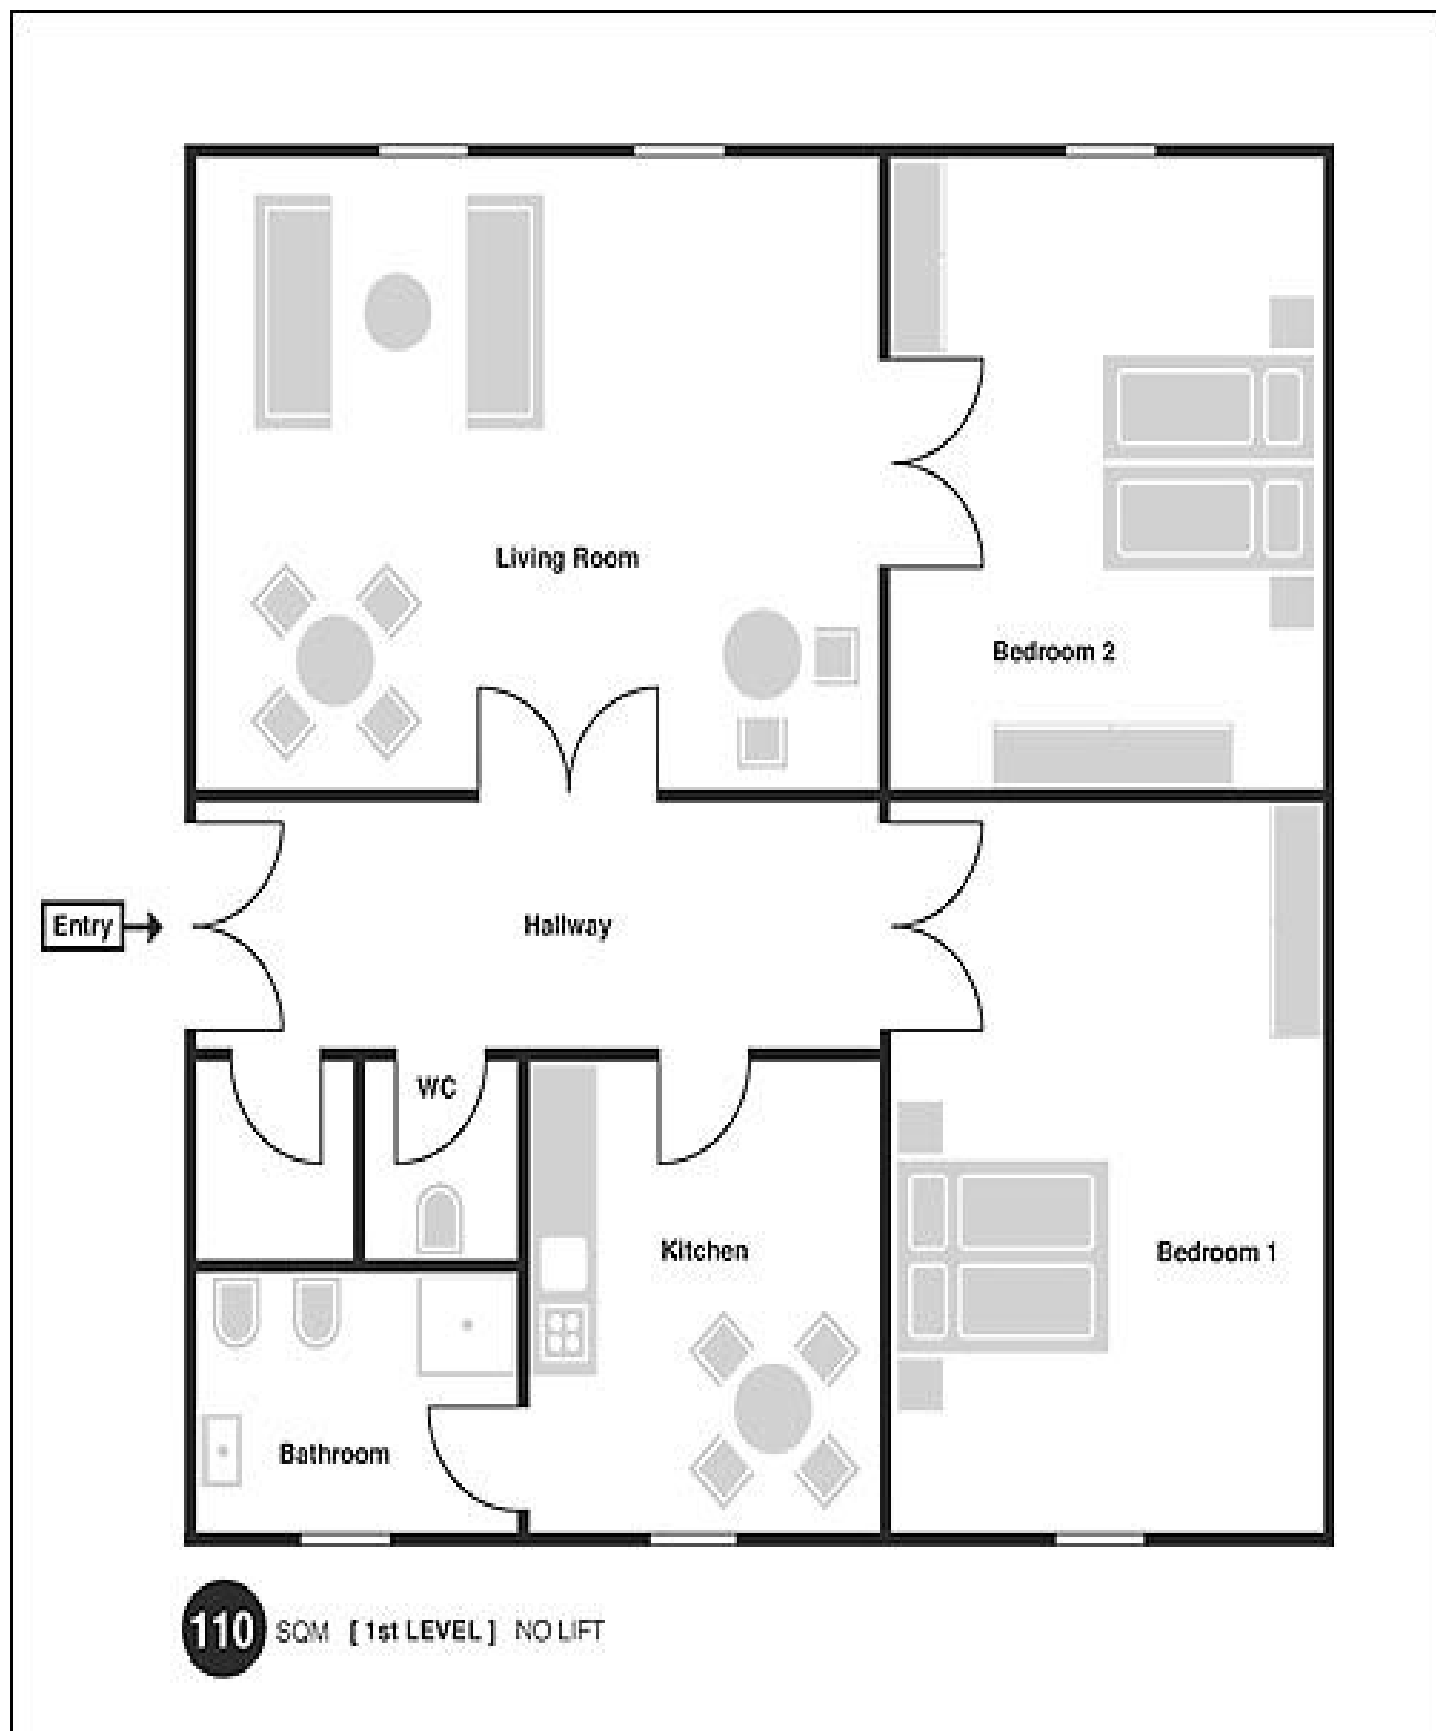 Living Room
Bedroom 2
Entry
Hallway
WC
Kitchen
Bedroom 1
Bathroom
110 SQM [ 1st LEVEL ] NO LIFT